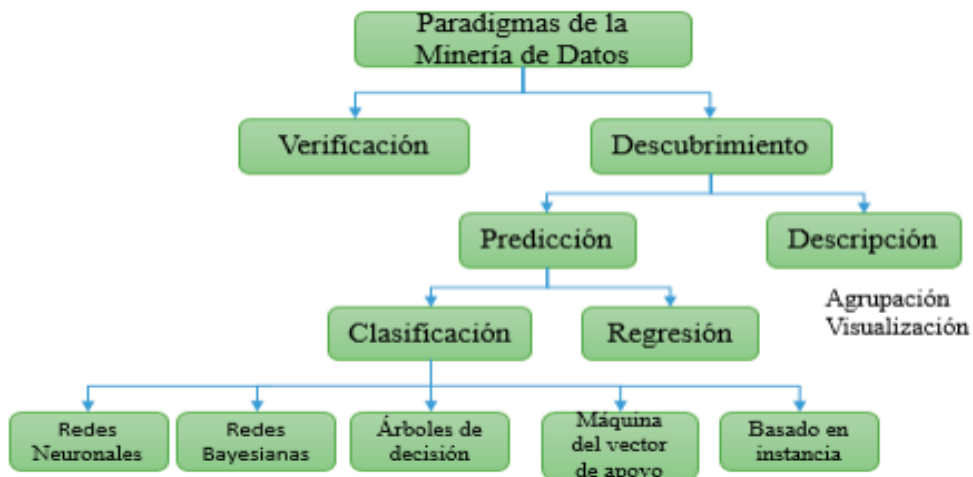 Paradigmas de la
Minería de Datos
Verificación
Descubrimiento
Predicción
Descripción
Agrupación
Visualización
Clasificación
Regresión
Redes
Neuronales
Redes
Bayesianas
Árboles de
decisión
Máquina
del vector
de apoyo
Basado en
instancia